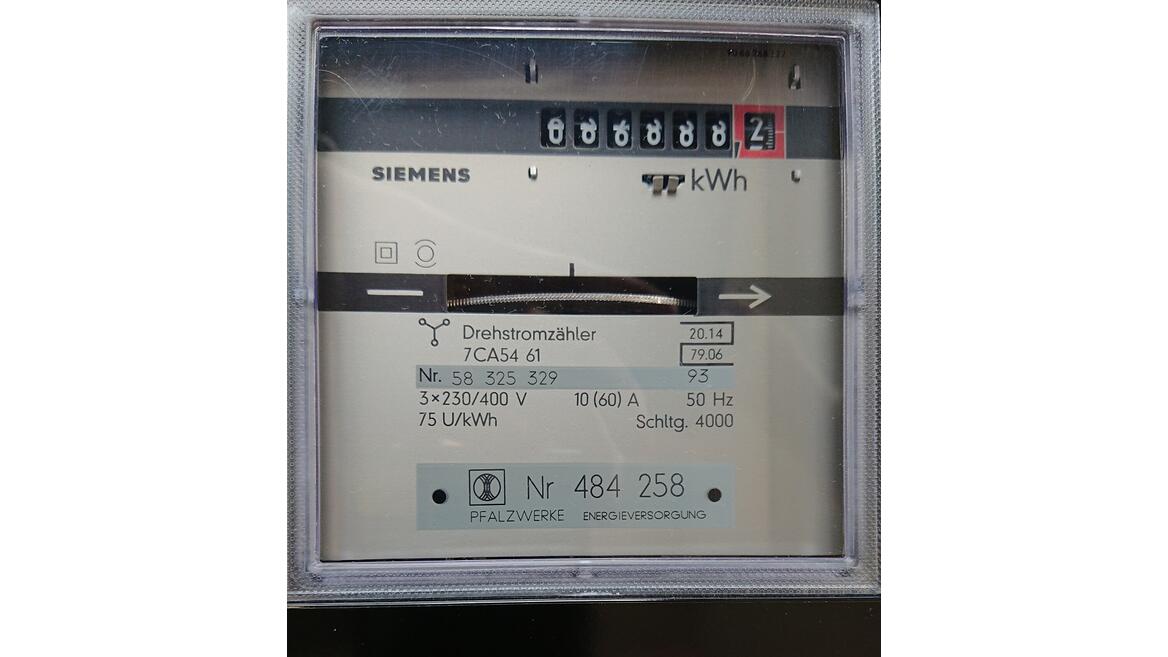 SIEMENS
kWh
Drehstromzähler
20.14
7CA54 61
79.06
Nr. 58 325 329 93
3×230/400 V 10 (60) A 50 Hz
75 U/kWh Schltg. 4000
Nr 484 258
PFALZWERKE ENERGIEVERSORGUNG